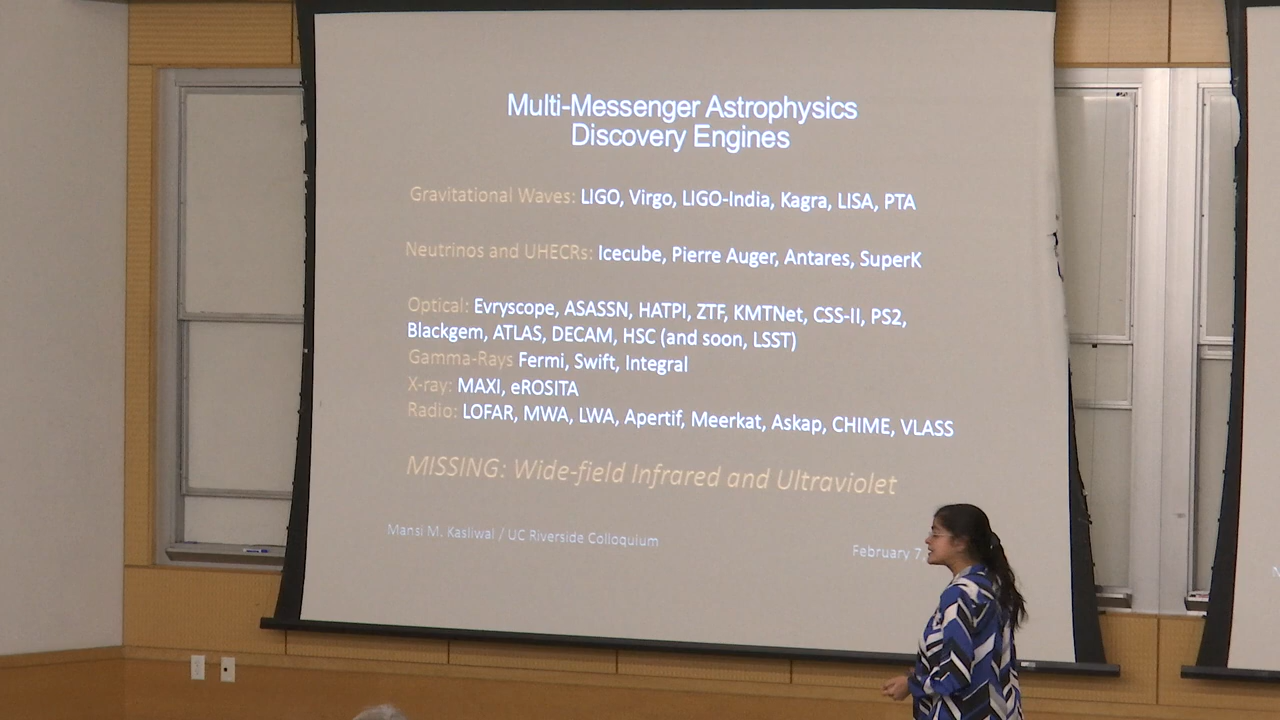 Multi-Messenger Astrophysics
Discovery Engines
Gravitational Waves: LIGO, Virgo, LIGO-India, Kagra, LISA, PTA
Neutrinos and UHECRs: Icecube, Pierre Auger, Antares, SuperK
Optical: Evryscope, ASASSN, HATPI, ZTF, KMTNet, CSS-II, PS2,
Blackgem, ATLAS, DECAM, HSC (and soon, LSST)
Gamma-Rays Fermi, Swift, Integral
X-ray: MAXI, eROSITA
Radio: LOFAR, MWA, LWA, Apertif, Meerkat, Askap, CHIME, VLASS
MISSING: Wide-field Infrared and Ultraviolet
Mansi M. Kasliwal / UC Riverside Colloquium
February 7,